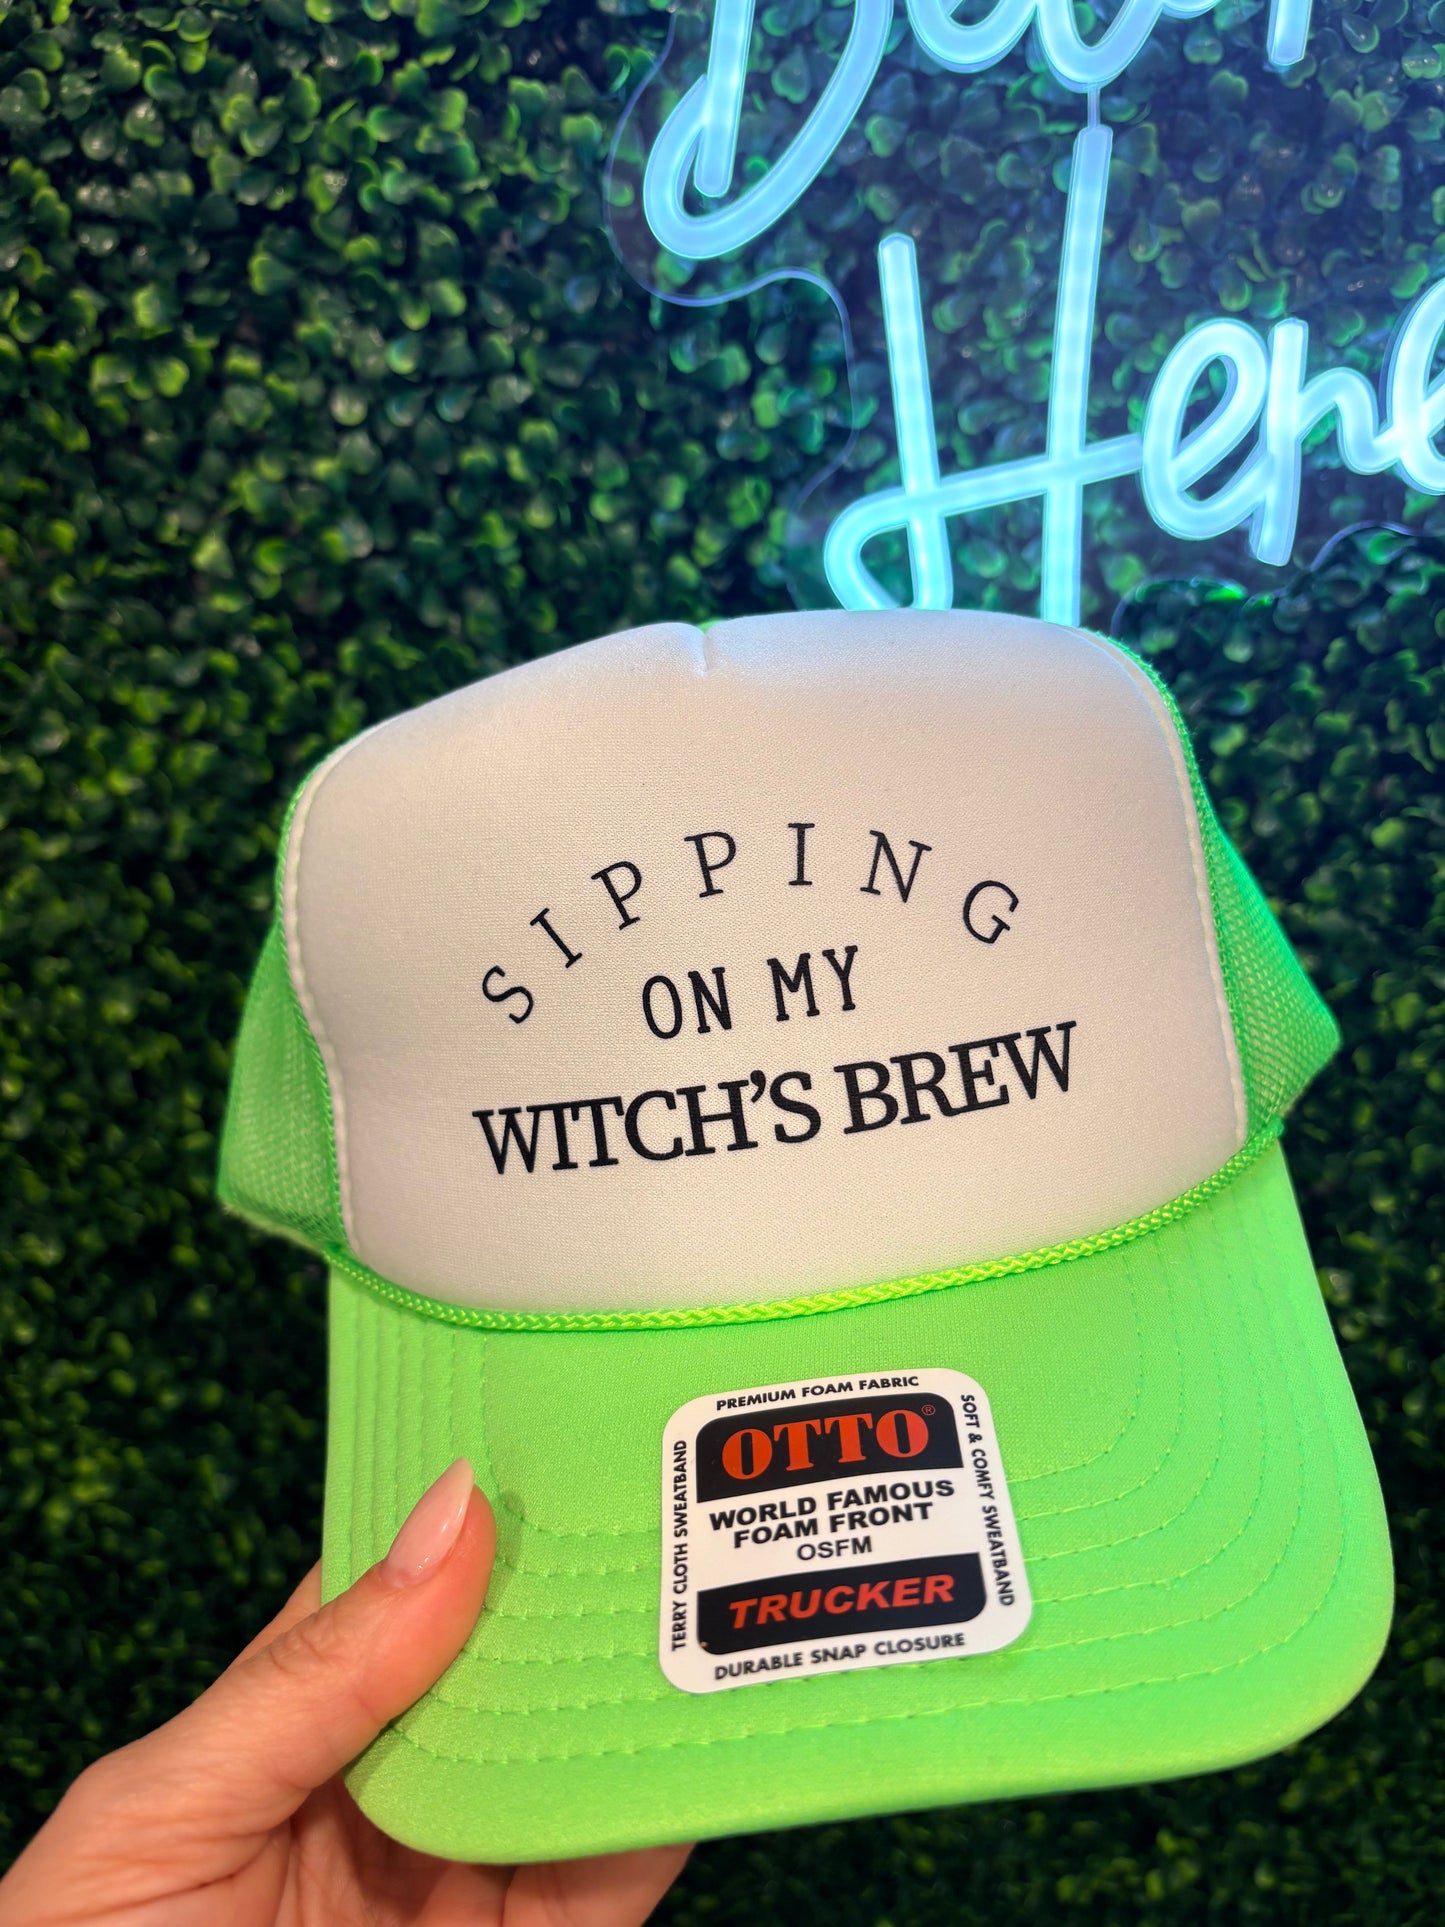 SIPPING
ON MY
WITCH'S BREW
PREMIUM FOAM FABRIC
OTTO®
WORLD FAMOUS
FOAM FRONT
OSFM
TRUCKER
DURABLE SNAP CLOSURE
TERRY CLOTH SWEATBAND
SOFT & COMFY SWEATBAND